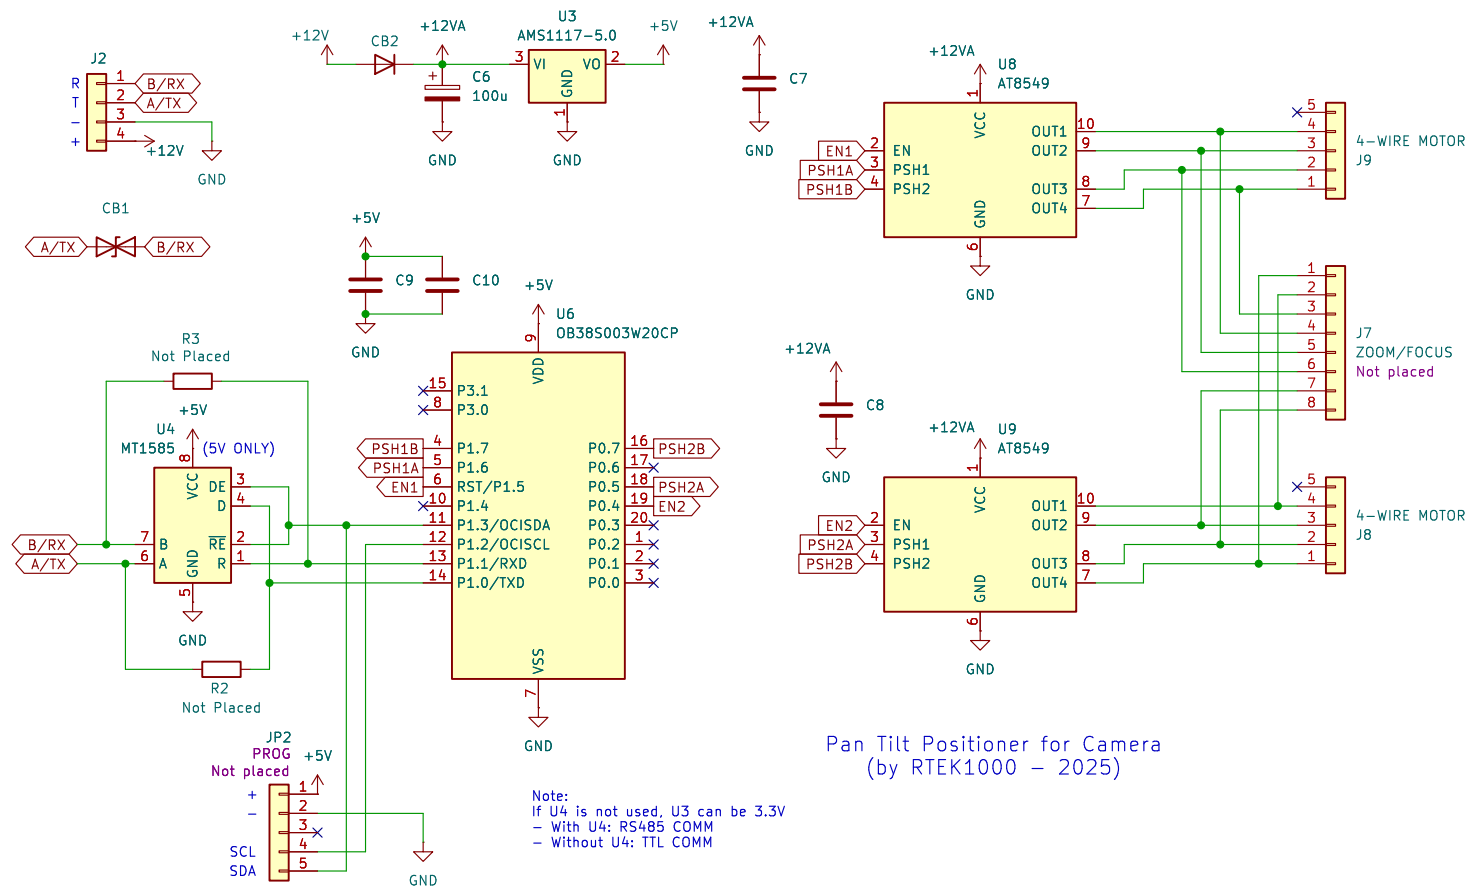 J2
R 1 B/RX
T 2 A/TX
- 3
+ 4
+12V
GND
CB1
A/TX B/RX
+12V
CB2
+12VA
C6
100u
GND
U3
AMS1117-5.0
3 VI VO 2
GND
1
GND
+5V
+12VA
C7
GND
+5V
C9 C10
GND
R3
Not Placed
+5V
U4
MT1585
(5V ONLY)
8
VCC
DE 3
D 4
B/RX 7 B RE 2
A/TX 6 A R 1
GND
5
GND
R2
Not Placed
+5V
U6
OB38S003W20CP
9
VDD
15 P3.1
8 P3.0
PSH1B 4 P1.7 P0.7 16 PSH2B
PSH1A 5 P1.6 P0.6 17
EN1 6 RST/P1.5 P0.5 18 PSH2A
10 P1.4 P0.4 19 EN2
11 P1.3/OCISDA P0.3 20
12 P1.2/OCISCL P0.2 1
13 P1.1/RXD P0.1 2
14 P1.0/TXD P0.0 3
VSS
7
GND
JP2
PROG
Not placed
+5V
+ 1
- 2
3
SCL 4
SDA 5
GND
+12VA
U8
AT8549
1
VCC
OUT1 10
EN1 2 EN OUT2 9
PSH1A 3 PSH1
PSH1B 4 PSH2 OUT3 8
OUT4 7
GND
6
GND
5
4
3
2
1
4-WIRE MOTOR
J9
1
2
3
4
5
6
7
8
J7
ZOOM/FOCUS
Not placed
+12VA
C8
GND
+12VA
U9
AT8549
1
VCC
OUT1 10
EN2 2 EN OUT2 9
PSH2A 3 PSH1
PSH2B 4 PSH2 OUT3 8
OUT4 7
GND
6
GND
5
4
3
2
1
4-WIRE MOTOR
J8
Pan Tilt Positioner for Camera
(by RTEK1000 - 2025)
Note:
If U4 is not used, U3 can be 3.3V
- With U4: RS485 COMM
- Without U4: TTL COMM